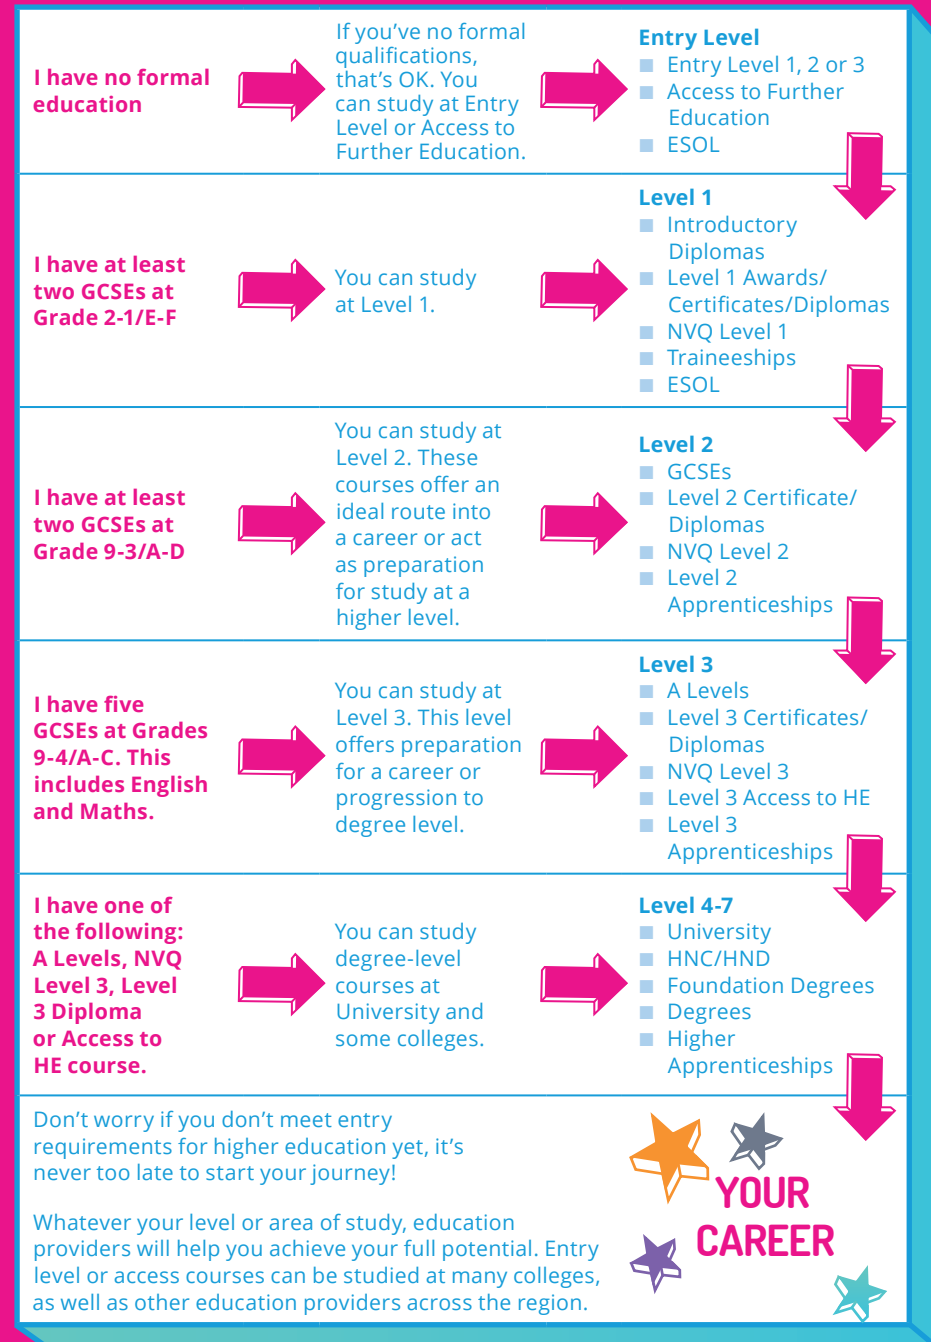 I have no formal
education
If you've no formal
qualifications,
that's OK. You
can study at Entry
Level or Access to
Further Education.
Entry Level
Entry Level 1, 2 or 3
Access to Further
Education
ESOL
I have at least
two GCSEs at
Grade 2-1/E-F
You can study
at Level 1.
Level 1
Introductory
Diplomas
Level 1 Awards/
Certificates/Diplomas
NVQ Level 1
Traineeships
ESOL
I have at least
two GCSEs at
Grade 9-3/A-D
You can study at
Level 2. These
courses offer an
ideal route into
a career or act
as preparation
for study at a
higher level.
Level 2
GCSEs
Level 2 Certificate/
Diplomas
NVQ Level 2
Level 2
Apprenticeships
I have five
GCSEs at Grades
9-4/A-C. This
includes English
and Maths.
You can study at
Level 3. This level
offers preparation
for a career or
progression to
degree level.
Level 3
A Levels
Level 3 Certificates/
Diplomas
NVQ Level 3
Level 3 Access to HE
Level 3
Apprenticeships
I have one of
the following:
A Levels, NVQ
Level 3, Level
3 Diploma
or Access to
HE course.
You can study
degree-level
courses at
University and
some colleges.
Level 4-7
University
HNC/HND
Foundation Degrees
Degrees
Higher
Apprenticeships
Don't worry if you don't meet entry
requirements for higher education yet, it's
never too late to start your journey!
Whatever your level or area of study, education
providers will help you achieve your full potential. Entry
level or access courses can be studied at many colleges,
as well as other education providers across the region.
YOUR
CAREER